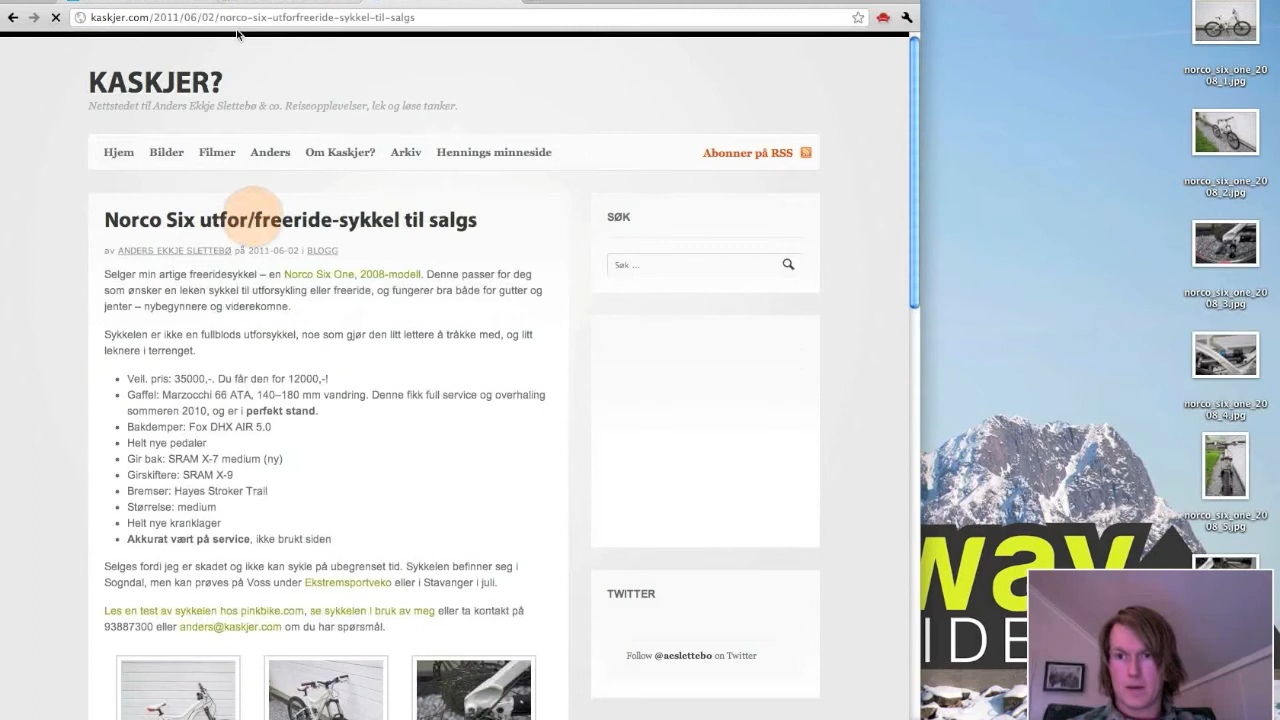 kaskjer.com/2011/06/02/norco-six-utforfreeride-sykkel-til-salgs
KASKJER?
Nettstedet til Anders Ekkje Slettebø & co. Reiseopplevelser, lek og løse tanker.
Hjem Bilder Filmer Anders Om Kaskjer? Arkiv Hennings minneside Abonner på RSS
Norco Six utfor/freeride-sykkel til salgs
av ANDERS EKKJE SLETTEBØ på 2011-06-02 i BLOGG
Selger min artige freeridesykkel – en Norco Six One, 2008-modell. Denne passer for deg
som ønsker en leken sykkel til utforsykling eller freeride, og fungerer bra både for gutter og
jenter – nybegynnere og viderekomne.
Sykkelen er ikke en fullblods utforsykkel, noe som gjør den litt lettere å tråkke med, og litt
leknere i terrenget.
Veil. pris: 35000,-. Du får den for 12000,-!
Gaffel: Marzocchi 66 ATA, 140–180 mm vandring. Denne fikk full service og overhaling
sommeren 2010, og er i perfekt stand.
Bakdemper: Fox DHX AIR 5.0
Helt nye pedaler
Gir bak: SRAM X-7 medium (ny)
Girskiftere: SRAM X-9
Bremser: Hayes Stroker Trail
Størrelse: medium
Helt nye kranklager
Akkurat vært på service, ikke brukt siden
Selges fordi jeg er skadet og ikke kan sykle på ubegrenset tid. Sykkelen befinner seg i
Sogndal, men kan prøves på Voss under Ekstremsportveko eller i Stavanger i juli.
Les en test av sykkelen hos pinkbike.com, se sykkelen i bruk av meg eller ta kontakt på
93887300 eller anders@kaskjer.com om du har spørsmål.
SØK
Søk ...
TWITTER
Follow @aeslettebo on Twitter
norco_six_one_20
08_1.jpg
norco_six_one_20
08_2.jpg
norco_six_one_20
08_3.jpg
norco_six_one_20
08_4.jpg
norco_six_one_20
08_5.jpg
way
IDE